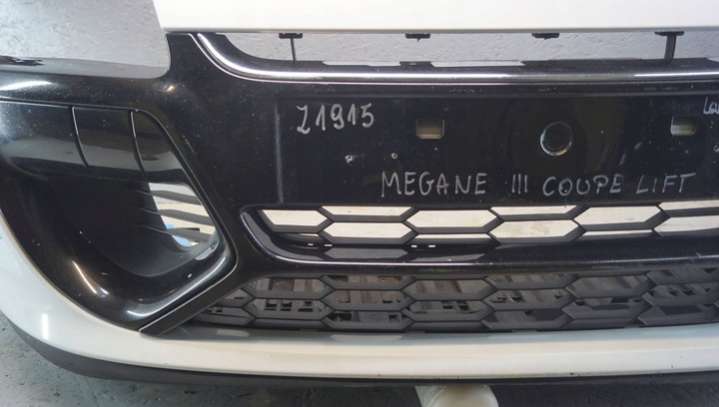 Z1915
MEGANE III COUPE LIFT